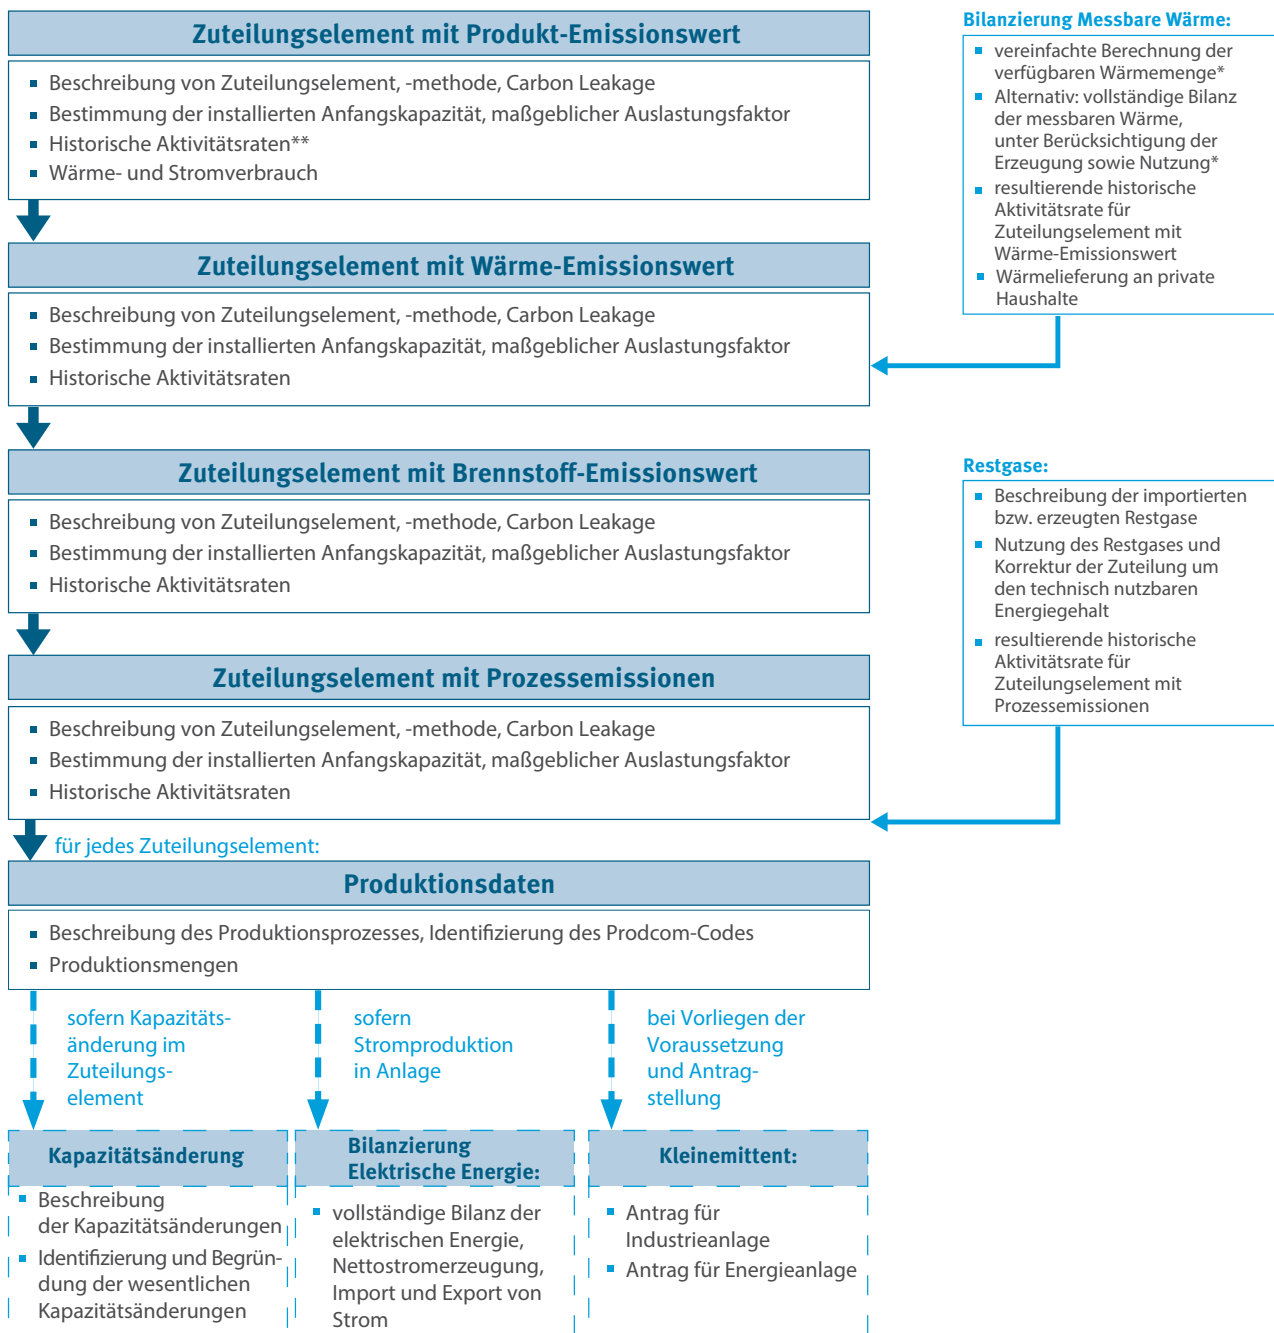 Zuteilungselement mit Produkt-Emissionswert
Beschreibung von Zuteilungselement, -methode, Carbon Leakage
Bestimmung der installierten Anfangskapazität, maßgeblicher Auslastungsfaktor
Historische Aktivitätsraten**
Wärme- und Stromverbrauch
Bilanzierung Messbare Wärme:
vereinfachte Berechnung der
verfügbaren Wärmemenge*
Alternativ: vollständige Bilanz
der messbaren Wärme,
unter Berücksichtigung der
Erzeugung sowie Nutzung*
resultierende historische
Aktivitätsrate für
Zuteilungselement mit
Wärme-Emissionswert
Wärmelieferung an private
Haushalte
Zuteilungselement mit Wärme-Emissionswert
Beschreibung von Zuteilungselement, -methode, Carbon Leakage
Bestimmung der installierten Anfangskapazität, maßgeblicher Auslastungsfaktor
Historische Aktivitätsraten
Zuteilungselement mit Brennstoff-Emissionswert
Beschreibung von Zuteilungselement, -methode, Carbon Leakage
Bestimmung der installierten Anfangskapazität, maßgeblicher Auslastungsfaktor
Historische Aktivitätsraten
Restgase:
Beschreibung der importierten
bzw. erzeugten Restgase
Nutzung des Restgases und
Korrektur der Zuteilung um
den technisch nutzbaren
Energiegehalt
resultierende historische
Aktivitätsrate für
Zuteilungselement mit
Prozessemissionen
Zuteilungselement mit Prozessemissionen
Beschreibung von Zuteilungselement, -methode, Carbon Leakage
Bestimmung der installierten Anfangskapazität, maßgeblicher Auslastungsfaktor
Historische Aktivitätsraten
für jedes Zuteilungselement:
Produktionsdaten
Beschreibung des Produktionsprozesses, Identifizierung des Prodcom-Codes
Produktionsmengen
sofern Kapazitäts-
änderung im
Zuteilungs-
element
sofern
Stromproduktion
in Anlage
bei Vorliegen der
Voraussetzung
und Antrag-
stellung
Kapazitätsänderung
Beschreibung
der Kapazitätsänderungen
Identifizierung und Begrün-
dung der wesentlichen
Kapazitätsänderungen
Bilanzierung
Elektrische Energie:
vollständige Bilanz der
elektrischen Energie,
Nettostromerzeugung,
Import und Export von
Strom
Kleinemittent:
Antrag für
Industrieanlage
Antrag für Energieanlage